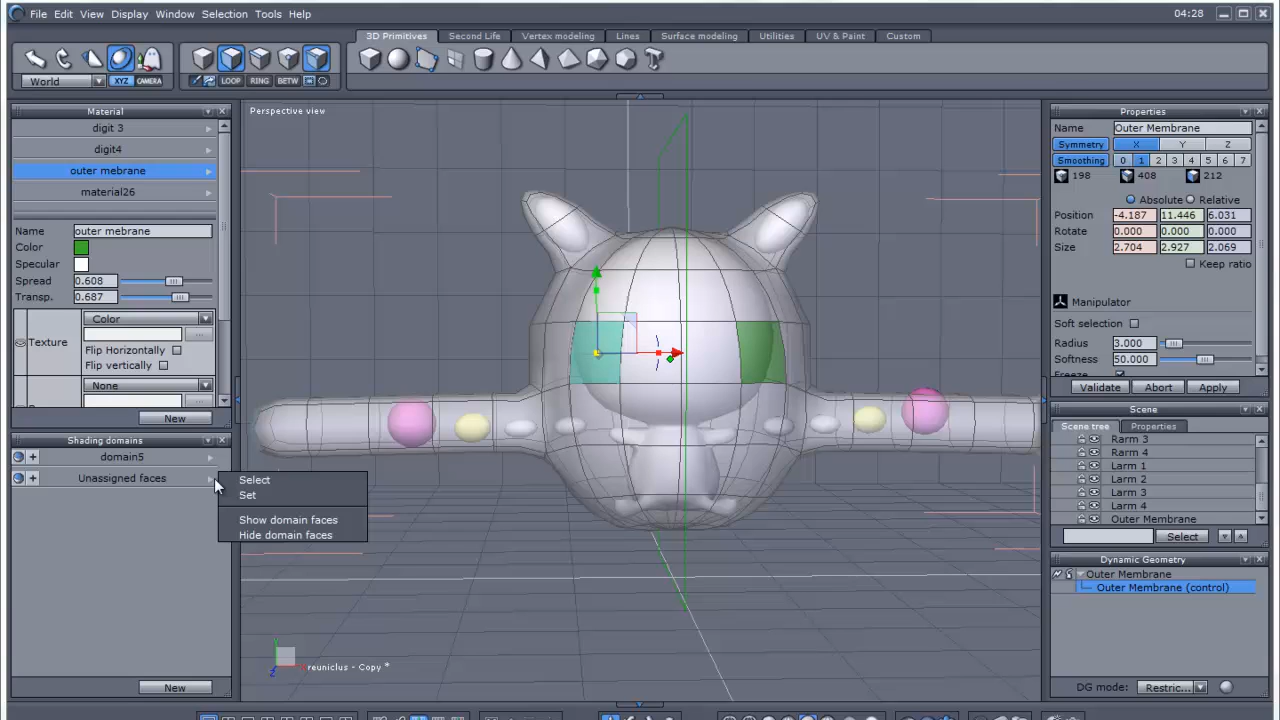 File Edit View Display Window Selection Tools Help 04:28
3D Primitives Second Life Vertex modeling Lines Surface modeling Utilities UV & Paint Custom
World XYZ CAMERA LOOP RING BETW
Material
digit 3
digit4
outer mebrane
material26
Name outer mebrane
Color
Specular
Spread 0.608
Transp. 0.687
Texture Color
Flip Horizontally
Flip vertically
None
New
Shading domains
domain5
Unassigned faces
Select
Set
Show domain faces
Hide domain faces
New
Perspective view
Z
reuniclus - Copy *
Properties
Name Outer Membrane
Symmetry X Y Z
Smoothing 0 1 2 3 4 5 6 7
198 408 212
Absolute Relative
Position -4.187 11.446 6.031
Rotate 0.000 0.000 0.000
Size 2.704 2.927 2.069
Keep ratio
Manipulator
Soft selection
Radius 3.000
Softness 50.000
Freeze
Validate Abort Apply
Scene
Scene tree Properties
Rarm 3
Rarm 4
Larm 1
Larm 2
Larm 3
Larm 4
Outer Membrane
Select
Dynamic Geometry
Outer Membrane
Outer Membrane (control)
DG mode: Restric...